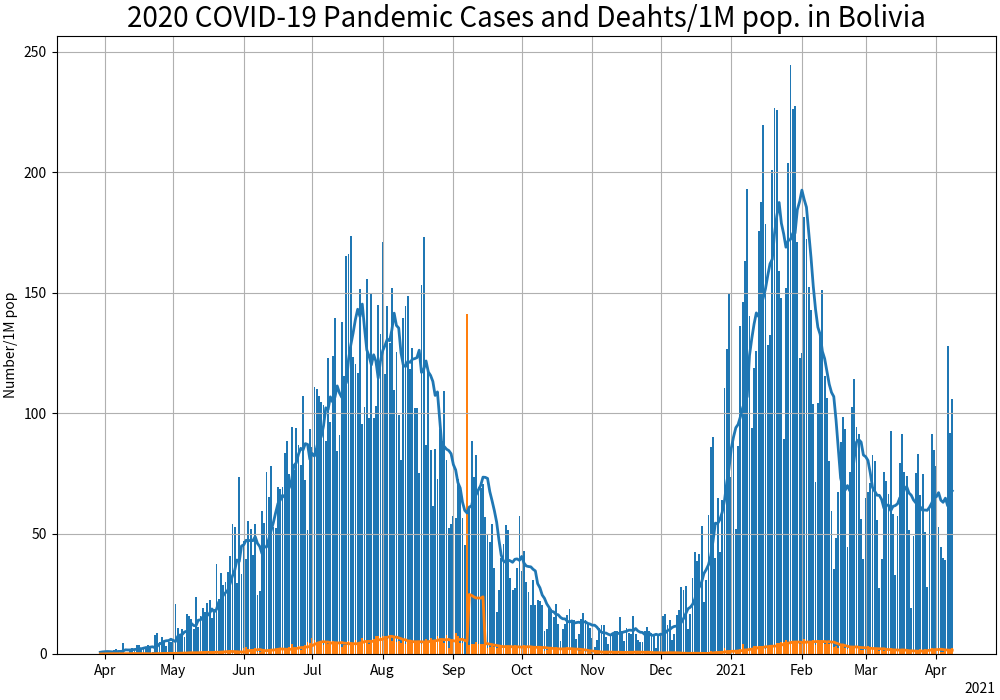 2020 COVID-19 Pandemic Cases and Deahts/1M pop. in Bolivia
Number/1M pop
250
200
150
100
50
0
Apr May Jun Jul Aug Sep Oct Nov Dec 2021 Feb Mar Apr
2021